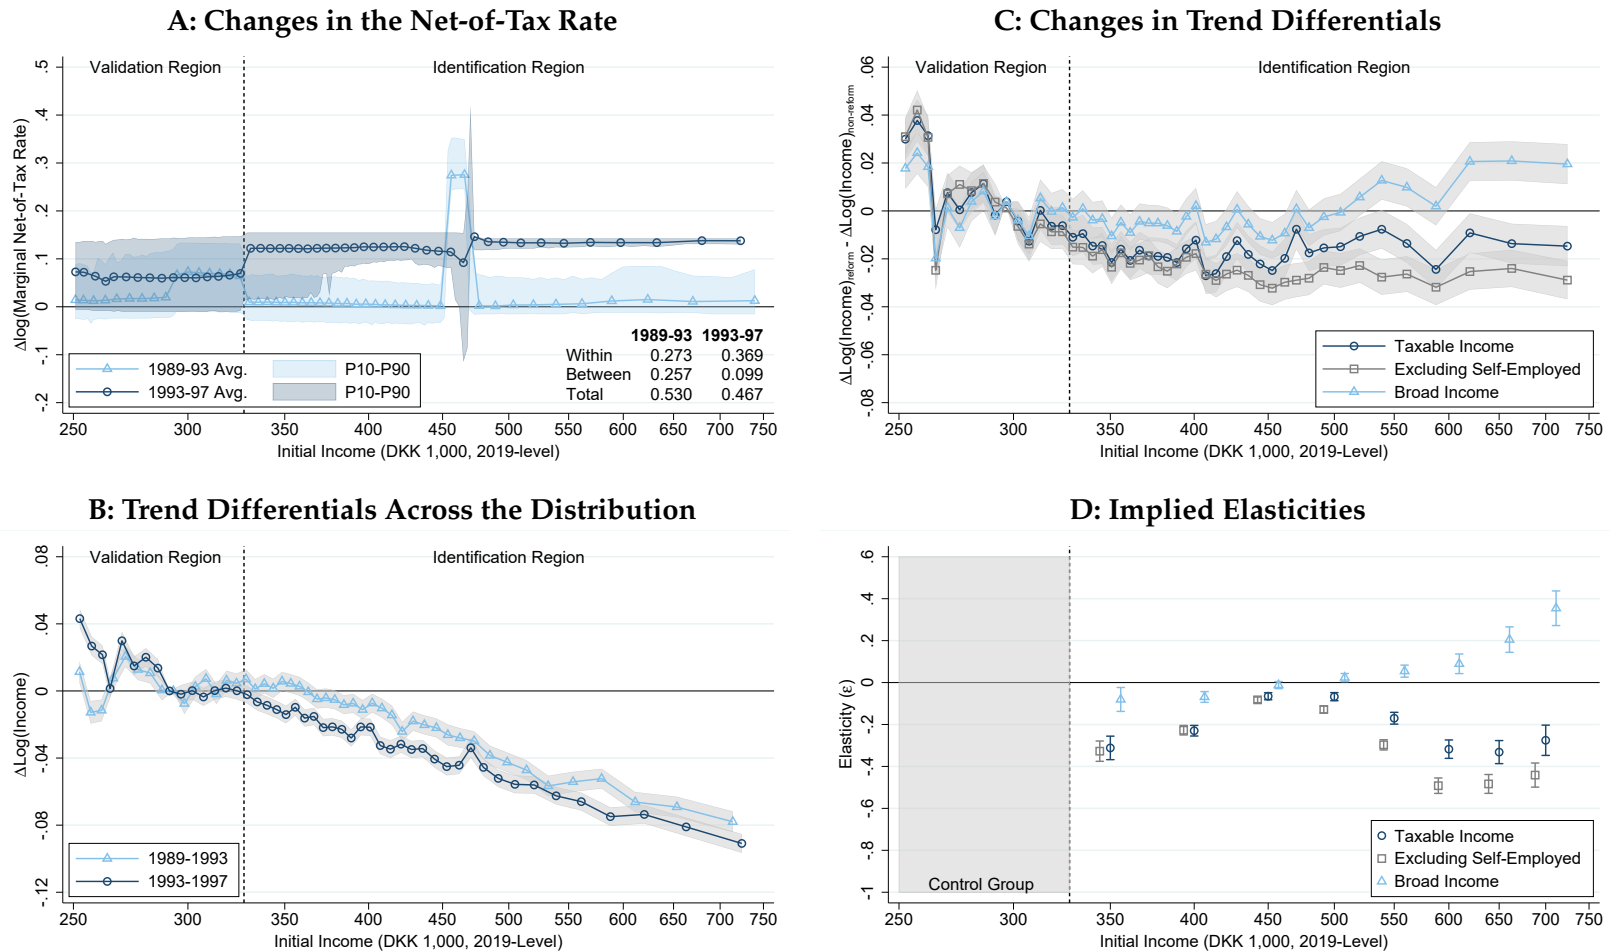 A: Changes in the Net-of-Tax Rate
Validation Region
Identification Region
Δlog(Marginal Net-of-Tax Rate)
.5
.4
.3
.2
.1
0
-.1
-.2
1989-93 Avg.
P10-P90
1993-97 Avg.
P10-P90
1989-93 1993-97
Within 0.273 0.369
Between 0.257 0.099
Total 0.530 0.467
250 300 350 400 450 500 550 600 650 700 750
Initial Income (DKK 1,000, 2019-level)
C: Changes in Trend Differentials
Validation Region
Identification Region
ΔLog(Income)reform - ΔLog(Income)non-reform
.06
.04
.02
0
-.02
-.04
-.06
-.08
Taxable Income
Excluding Self-Employed
Broad Income
250 300 350 400 450 500 550 600 650 700 750
Initial Income (DKK 1,000, 2019-Level)
B: Trend Differentials Across the Distribution
Validation Region
Identification Region
ΔLog(Income)
.08
.04
0
-.04
-.08
-.12
1989-1993
1993-1997
250 300 350 400 450 500 550 600 650 700 750
Initial Income (DKK 1,000, 2019-Level)
D: Implied Elasticities
Elasticity (ε)
.6
.4
.2
0
-.2
-.4
-.6
-.8
-1
Control Group
Taxable Income
Excluding Self-Employed
Broad Income
250 300 350 400 450 500 550 600 650 700 750
Initial Income (DKK 1,000, 2019-Level)